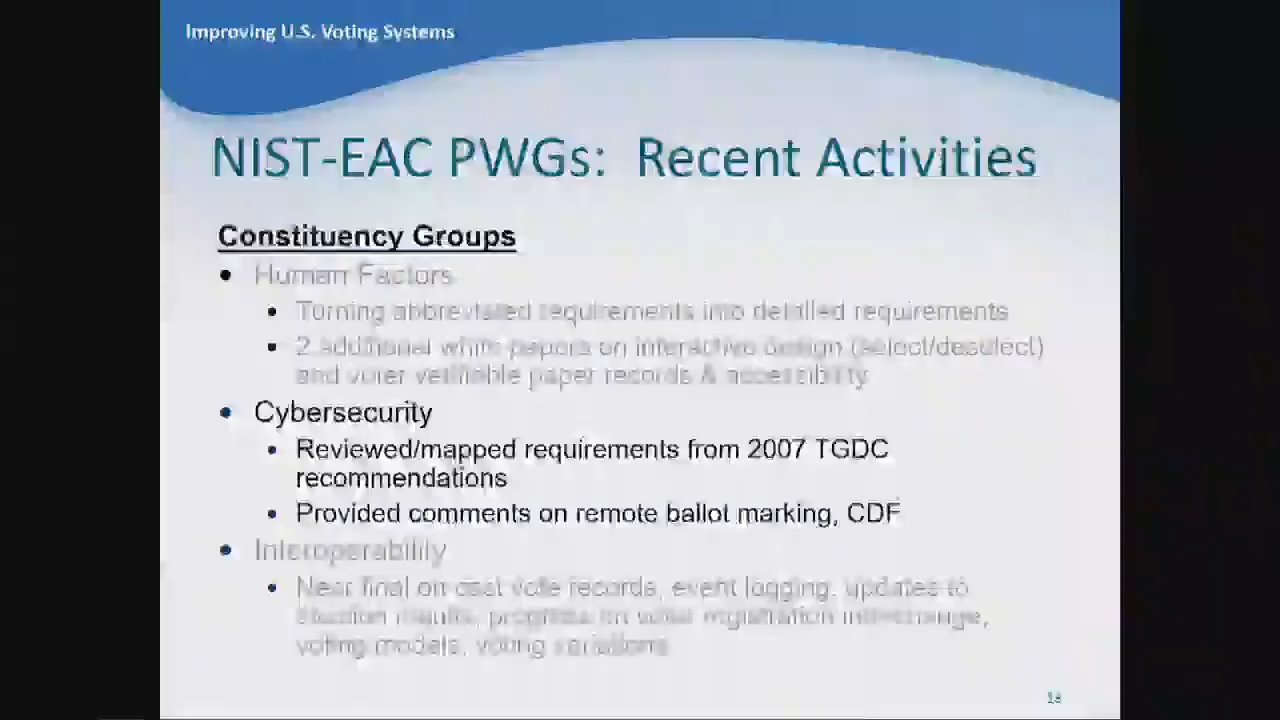 Improving U.S. Voting Systems
NIST-EAC PWGs: Recent Activities
Constituency Groups
• Human Factors
• Turning abbreviated requirements into detailed requirements
• 2 additional white papers on interactive design (select/deselect)
and voter verifiable paper records & accessibility
• Cybersecurity
• Reviewed/mapped requirements from 2007 TGDC
recommendations
• Provided comments on remote ballot marking, CDF
• Interoperability
• Near final on cast vote records, event logging, updates to
election results, progress on voter registration interchange,
voting models, voting variations